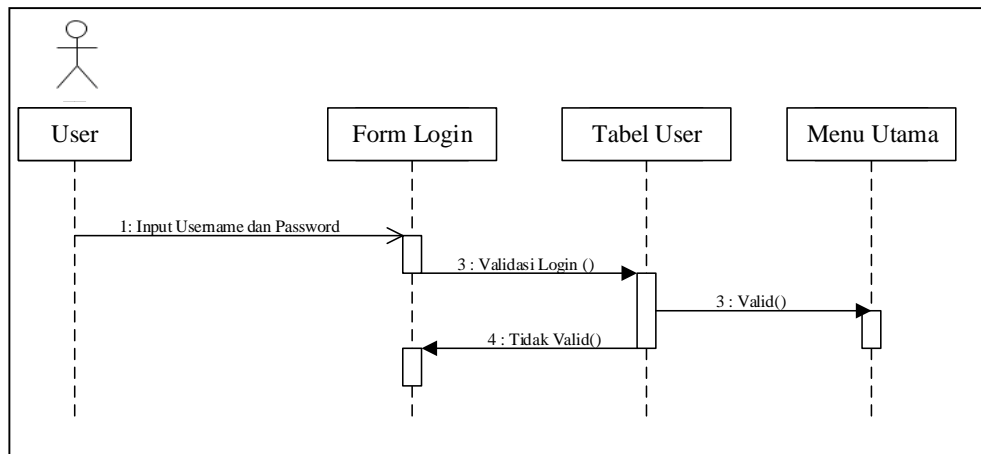 User
Form Login
Tabel User
Menu Utama
1: Input Username dan Password
3 : Validasi Login ()
3 : Valid()
4 : Tidak Valid()